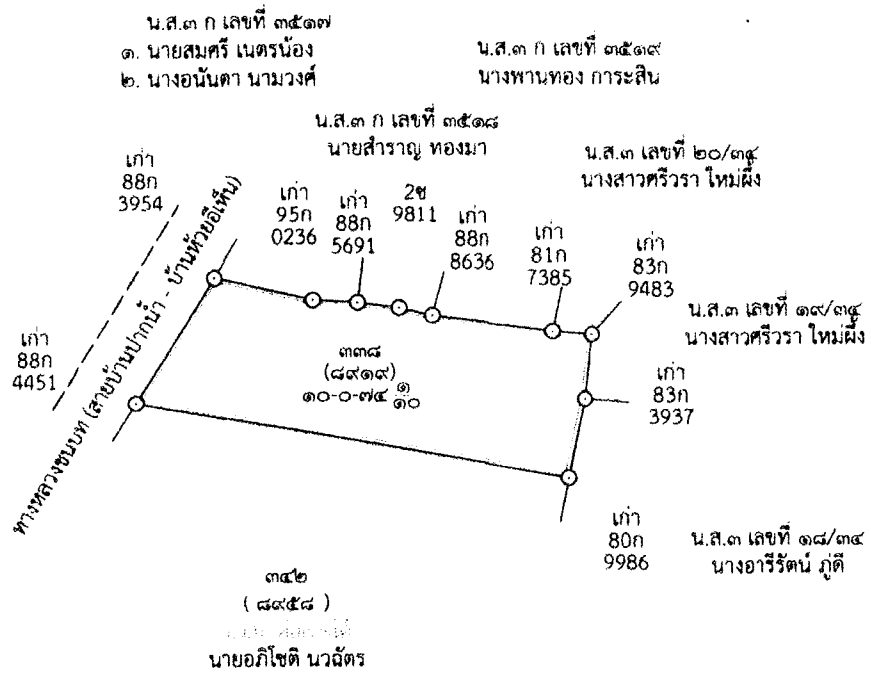 น.ส.๓ ก เลขที่ ๓๕๑๗
๑. นายสมศรี เนตรน้อง
๒. นางอนันตา นามวงศ์
น.ส.๓ ก เลขที่ ๓๕๑๙
นางพานทอง การะสิน
น.ส.๓ ก เลขที่ ๓๕๑๘
นายสำราญ ทองมา
น.ส.๓ เลขที่ ๒๐/๓๔
นางสาวศรีวรา ใหม่ผึ้ง
เก่า
88ก
3954
เก่า
95ก
0236
เก่า
88ก
5691
2ช
9811
เก่า
88ก
8636
เก่า
81ก
7385
เก่า
83ก
9483
น.ส.๓ เลขที่ ๑๙/๓๔
นางสาวศรีวรา ใหม่ผึ้ง
เก่า
88ก
4451
ทางหลวงชนบท (สายบ้านปากน้ำ - บ้านห้วยอีเห็น)
๓๓๘
(๘๙๑๙)
๑๐-๐-๗๔ ๑/๑๐
เก่า
83ก
3937
เก่า
80ก
9986
น.ส.๓ เลขที่ ๑๘/๓๔
นางอารีรัตน์ ภู่ดี
๓๔๒
( ๘๙๕๘ )
นายอภิโชติ นวฉัตร